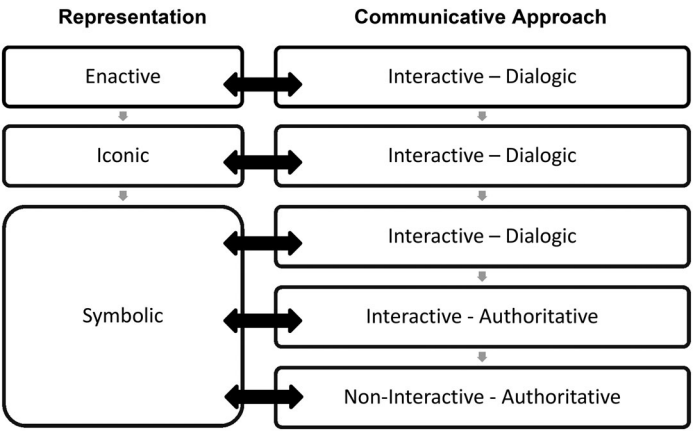 Representation
Communicative Approach
Enactive
Interactive – Dialogic
Iconic
Interactive – Dialogic
Symbolic
Interactive – Dialogic
Interactive - Authoritative
Non-Interactive - Authoritative